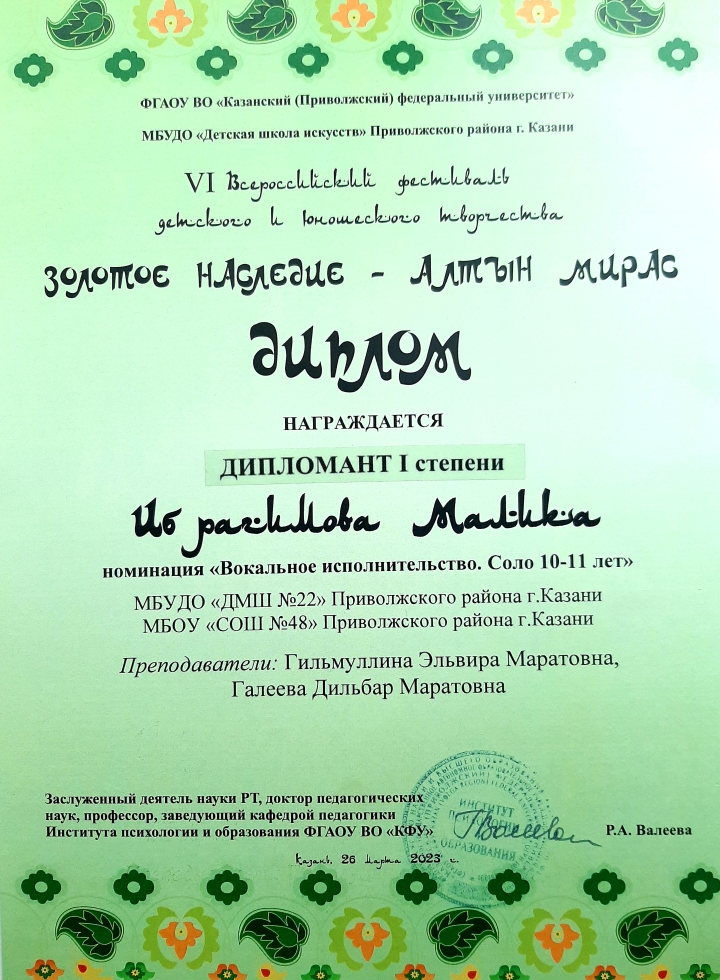 ФГАОУ ВО «Казанский (Приволжский) федеральный университет»
МБУДО «Детская школа искусств» Приволжского района г. Казани
VI Всероссийский фестиваль
детского и юношеского творчества
ЗОЛОТОЕ НАСЛЕДИЕ - АЛТЫН МИРАС
ДИПЛОМ
НАГРАЖДАЕТСЯ
ДИПЛОМАНТ I степени
Ибрагимова Малика
номинация «Вокальное исполнительство. Соло 10-11 лет»
МБУДО «ДМШ №22» Приволжского района г.Казани
МБОУ «СОШ №48» Приволжского района г.Казани
Преподаватели: Гильмуллина Эльвира Маратовна,
Галеева Дильбар Маратовна
Заслуженный деятель науки РТ, доктор педагогических
наук, профессор, заведующий кафедрой педагогики
Института психологии и образования ФГАОУ ВО «КФУ»
Р.А. Валеева
ИНСТИТУТ
ОБРАЗОВАНИЯ
Казань, 26 марта 2023 г.